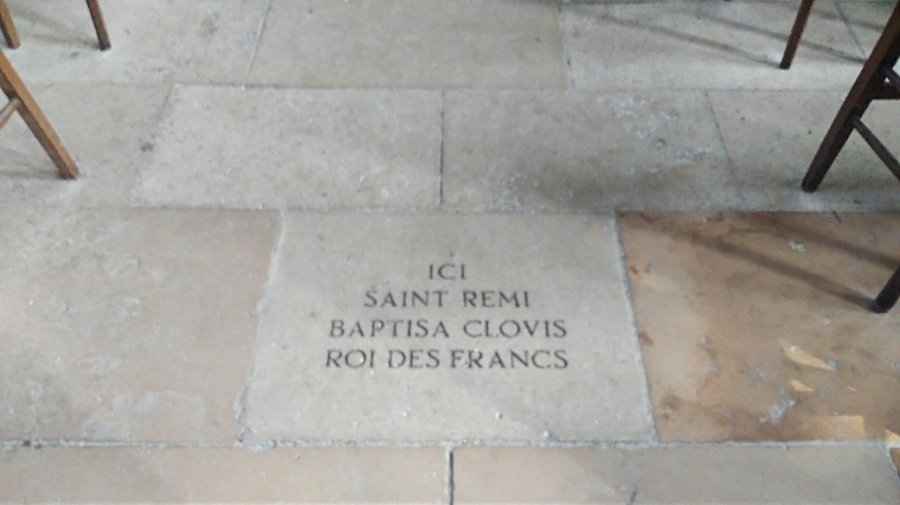 ICI
SAINT REMI
BAPTISA CLOVIS
ROI DES FRANCS